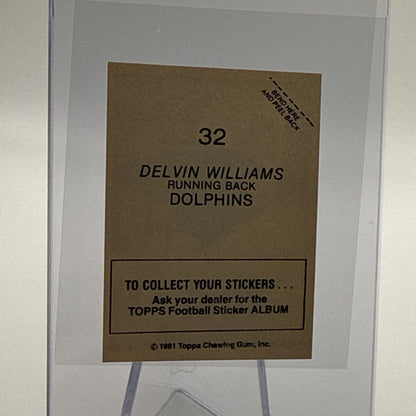 BEND HERE
AND PEEL BACK
32
DELVIN WILLIAMS
RUNNING BACK
DOLPHINS
TO COLLECT YOUR STICKERS...
Ask your dealer for the
TOPPS Football Sticker ALBUM
© 1981 Topps Chewing Gum, Inc.